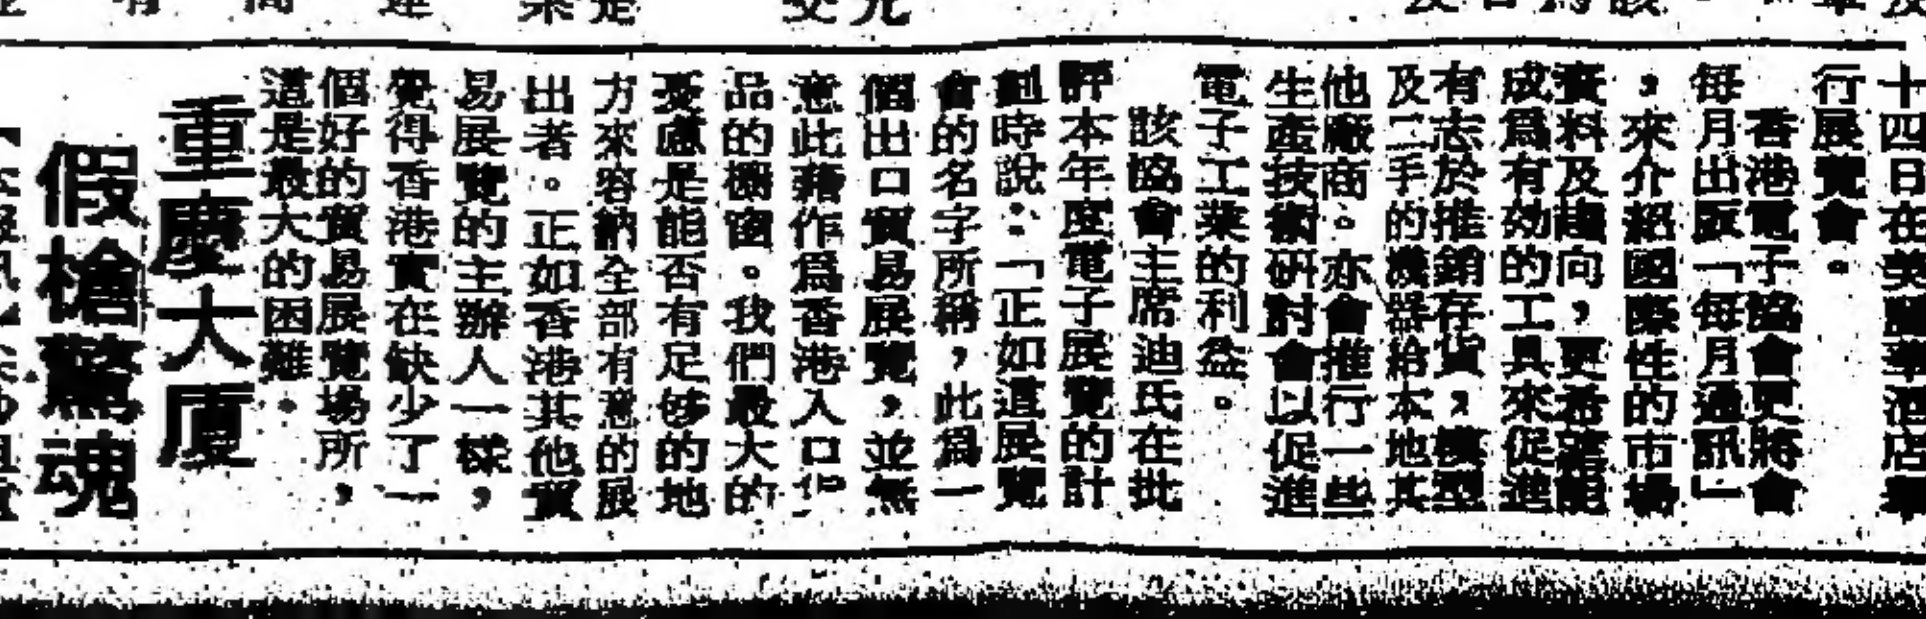 十四日在美麗華酒店舉
行展覽會。
香港電子協會更將會
每月出版「每月通訊」
，來介紹國際性的市場
資料及趨向，更希望能
成爲有効的工具來促進
有志於推銷存貨，模型
及二手的機器給本地其
他廠商。亦會推行一些
生產技術研討會以促進
電子工業的利益。
該協會主席迪氏在批
評本年度電子展覽的計
劃時說：「正如這展覽
會的名字所稱，此爲一
個出口貿易展覽，並無
意此藉作爲香港入口
品的櫥窗。我們最大的
憂慮是能否有足够的地
方來容納全部有意的展
出者。正如香港其他貿
易展覽的主辦人一樣，
覺得香港實在缺少了一
個好的貿易展覽場所，
這是最大的困難。
重慶大廈
假槍驚魂